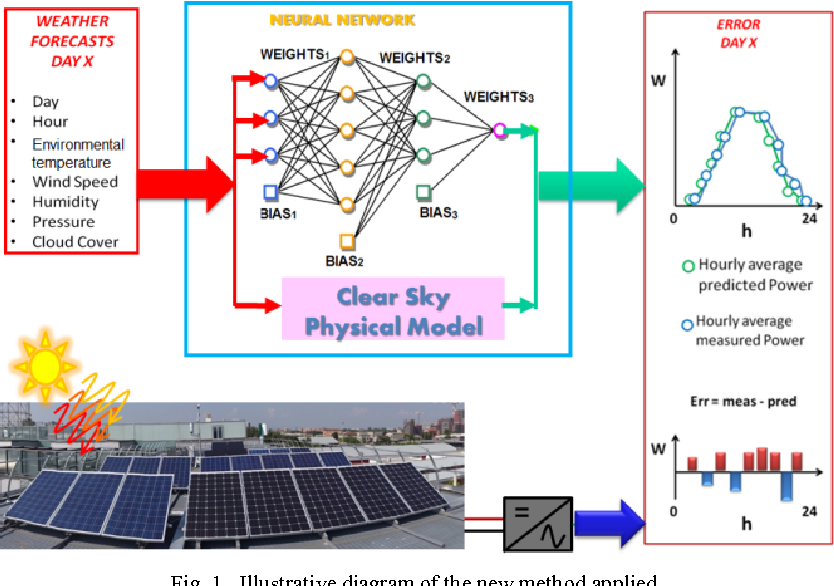 WEATHER
FORECASTS
DAY X
• Day
• Hour
• Environmental
temperature
• Wind Speed
• Humidity
• Pressure
• Cloud Cover
NEURAL NETWORK
WEIGHTS1
WEIGHTS2
WEIGHTS3
BIAS1
BIAS2
BIAS3
Clear Sky
Physical Model
ERROR
DAY X
W
0
24
h
Hourly average
predicted Power
Hourly average
measured Power
Err = meas - pred
W
0
24
h
=
Fig. 1. Illustrative diagram of the new method applied